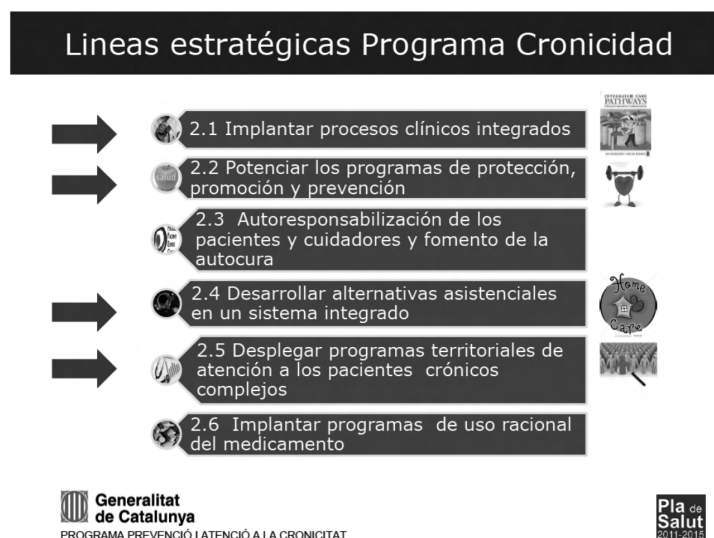 Lineas estratégicas Programa Cronicidad
2.1 Implantar procesos clínicos integrados
PATHWAYS
2.2 Potenciar los programas de protección,
promoción y prevención
salud
2.3 Autoresponsabilización de los
pacientes y cuidadores y fomento de la
autocura
2.4 Desarrollar alternativas asistenciales
en un sistema integrado
Home
Care
2.5 Desplegar programas territoriales de
atención a los pacientes crónicos
complejos
2.6 Implantar programas de uso racional
del medicamento
Generalitat
de Catalunya
PROGRAMA PREVENCIÓ I ATENCIÓ A LA CRONICITAT
Pla de
Salut
2011-2015